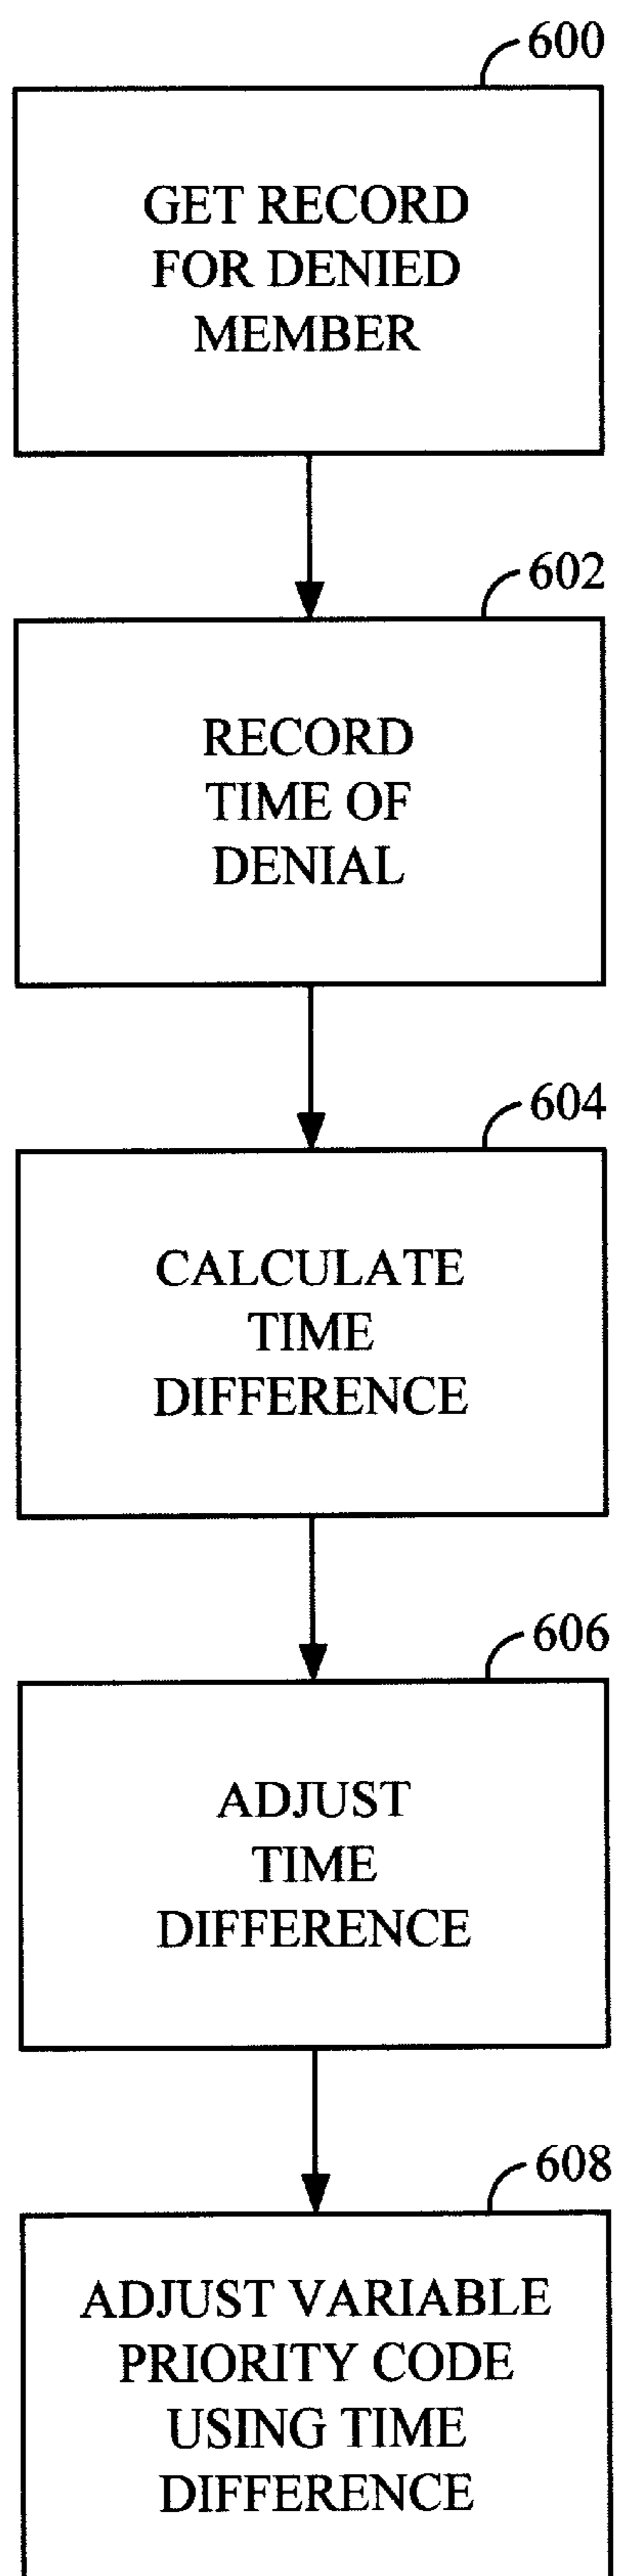 600
GET RECORD
FOR DENIED
MEMBER
602
RECORD
TIME OF
DENIAL
604
CALCULATE
TIME
DIFFERENCE
606
ADJUST
TIME
DIFFERENCE
608
ADJUST VARIABLE
PRIORITY CODE
USING TIME
DIFFERENCE